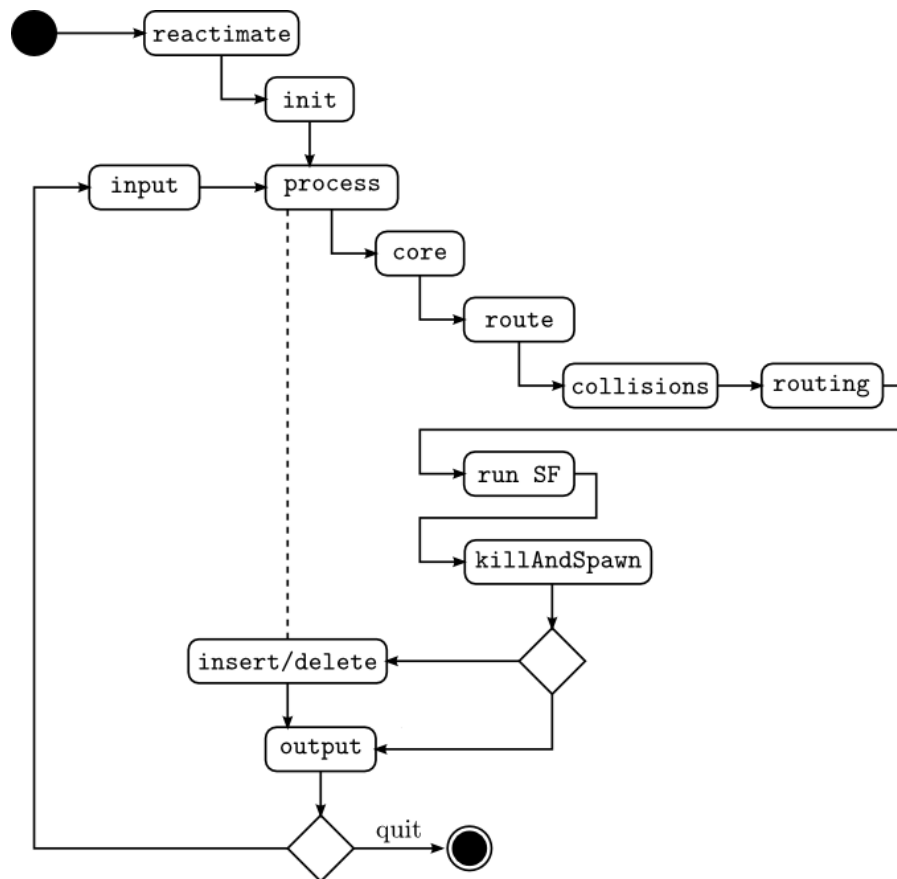 reactimate
init
input
process
core
route
collisions
routing
run SF
killAndSpawn
insert/delete
output
quit